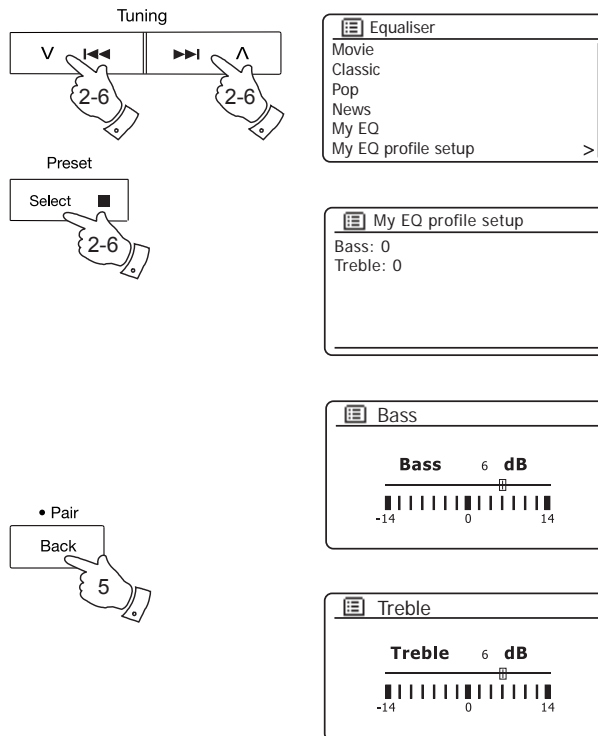 Tuning
V
Λ
2-6
2-6
Preset
Select
2-6
• Pair
Back
5
Equaliser
Movie
Classic
Pop
News
My EQ
My EQ profile setup >
My EQ profile setup
Bass: 0
Treble: 0
Bass
Bass 6 dB
-14 0 14
Treble
Treble 6 dB
-14 0 14